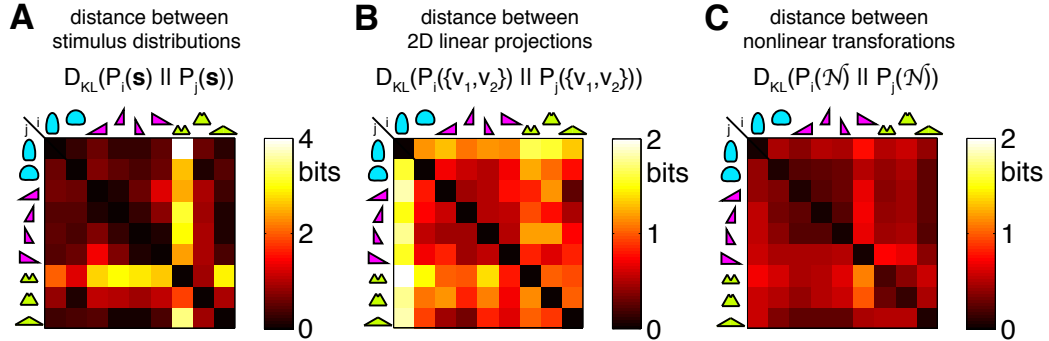 A
distance between
stimulus distributions
D_KL(P_i(s) || P_j(s))
j i
4
bits
2
0
B
distance between
2D linear projections
D_KL(P_i({v_1,v_2}) || P_j({v_1,v_2}))
j i
2
bits
1
0
C
distance between
nonlinear transforations
D_KL(P_i(𝒩) || P_j(𝒩))
j i
2
bits
1
0